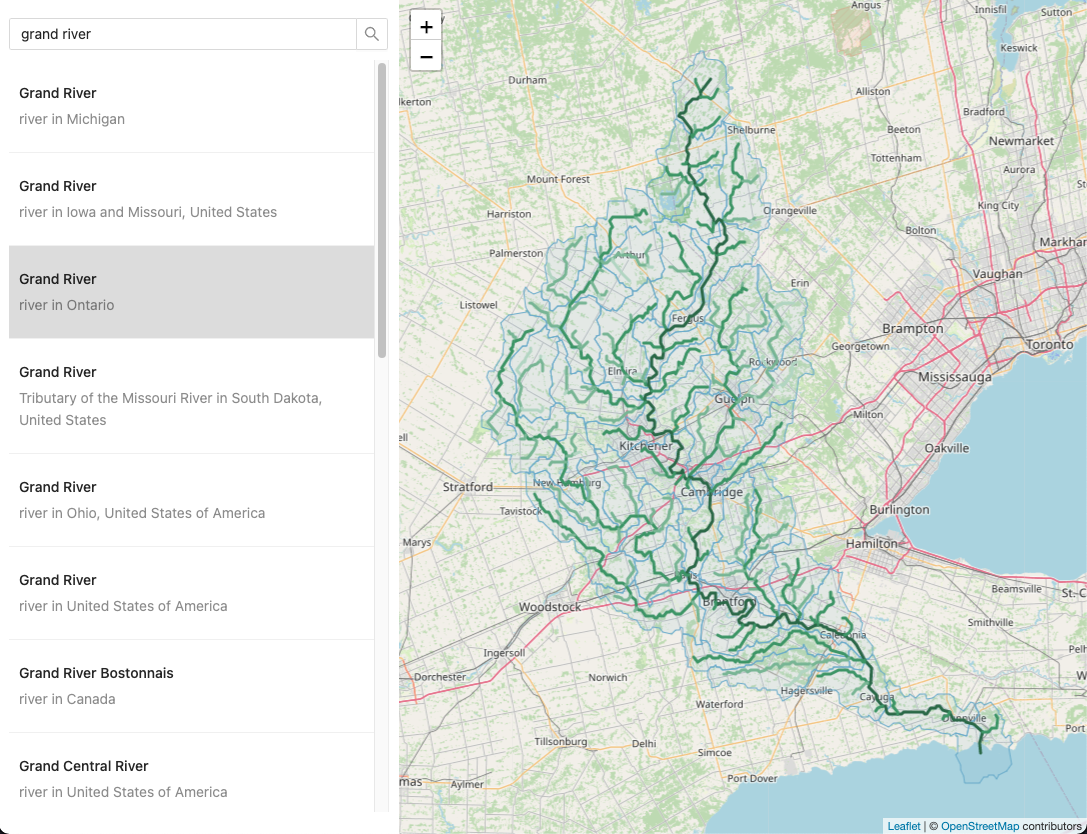 grand river
Grand River
river in Michigan
Grand River
river in Iowa and Missouri, United States
Grand River
river in Ontario
Grand River
Tributary of the Missouri River in South Dakota,
United States
Grand River
river in Ohio, United States of America
Grand River
river in United States of America
Grand River Bostonnais
river in Canada
Grand Central River
river in United States of America
+
−
Angus
Innisfil
Sutton
Keswick
Durham
Alliston
lkerton
Bradford
Shelburne
Beeton
Newmarket
Tottenham
Aurora
Mount Forest
King City
Harriston
Orangeville
Bolton
Markham
Palmerston
Arthur
Vaughan
Erin
Listowel
Fergus
Brampton
Toronto
Georgetown
Rockwood
Elmira
Mississauga
Guelph
Milton
ell
Kitchener
Oakville
Stratford
New Hamburg
Cambridge
Tavistock
Burlington
Marys
Hamilton
Paris
Beamsville
St. C
Woodstock
Brantford
Smithville
Caledonia
Ingersoll
Pelh
Dorchester
Norwich
Hagersville
Cayuga
W
Waterford
Dunnville
Port
Tillsonburg
Delhi
Simcoe
Port Dover
mas
Aylmer
Leaflet | © OpenStreetMap contributors